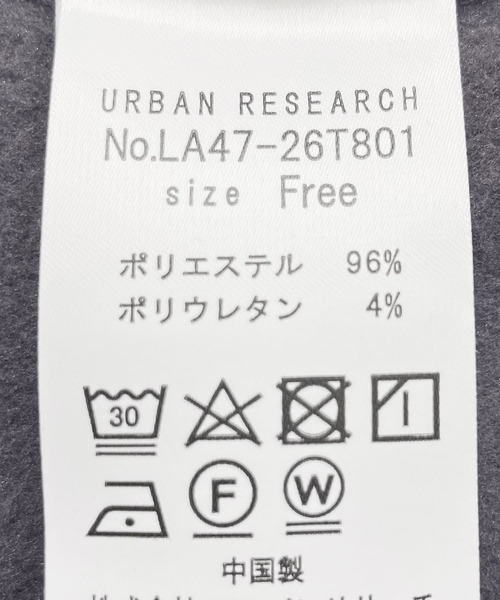 URBAN RESEARCH
No.LA47-26T801
size Free
ポリエステル 96%
ポリウレタン 4%
30
F W
中国製